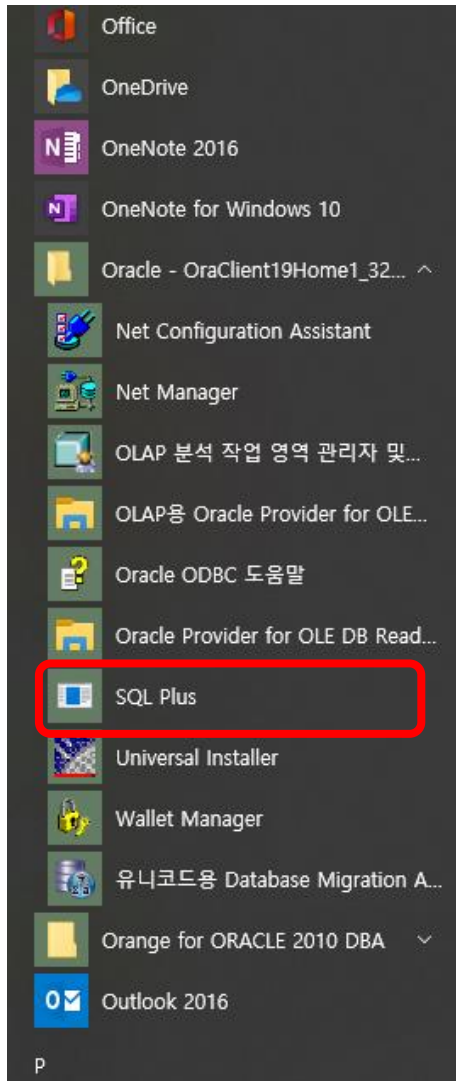 Office
OneDrive
OneNote 2016
OneNote for Windows 10
Oracle - OraClient19Home1_32...
Net Configuration Assistant
Net Manager
OLAP 분석 작업 영역 관리자 및...
OLAP용 Oracle Provider for OLE...
Oracle ODBC 도움말
Oracle Provider for OLE DB Read...
SQL Plus
Universal Installer
Wallet Manager
유니코드용 Database Migration A...
Orange for ORACLE 2010 DBA
Outlook 2016
P